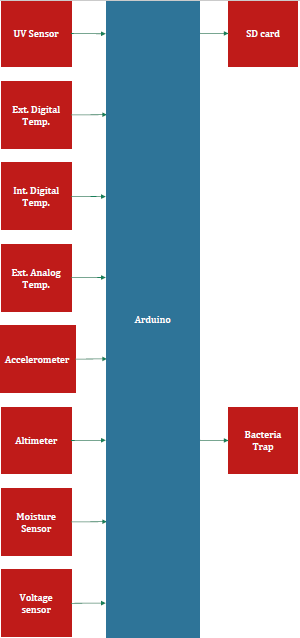 UV Sensor
SD card
Ext. Digital
Temp.
Int. Digital
Temp.
Ext. Analog
Temp.
Arduino
Accelerometer
Altimeter
Bacteria
Trap
Moisture
Sensor
Voltage
sensor